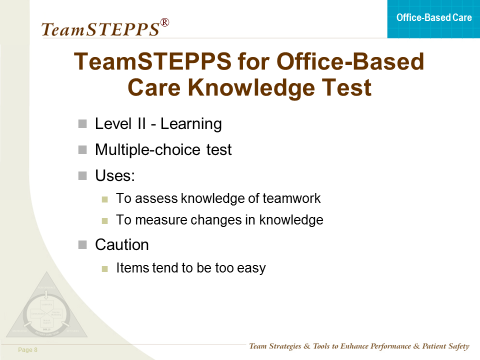 Office-Based Care
TeamSTEPPS®
TeamSTEPPS for Office-Based
Care Knowledge Test
Level II - Learning
Multiple-choice test
Uses:
To assess knowledge of teamwork
To measure changes in knowledge
Caution
Items tend to be too easy
Team Strategies & Tools to Enhance Performance & Patient Safety